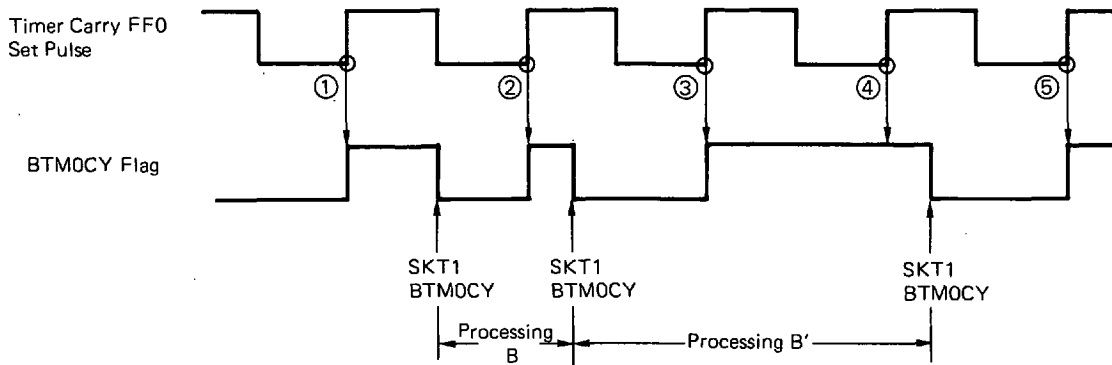 Timer Carry FF0
Set Pulse
① ② ③ ④ ⑤
BTM0CY Flag
SKT1
BTM0CY
SKT1
BTM0CY
SKT1
BTM0CY
Processing
B
Processing B'